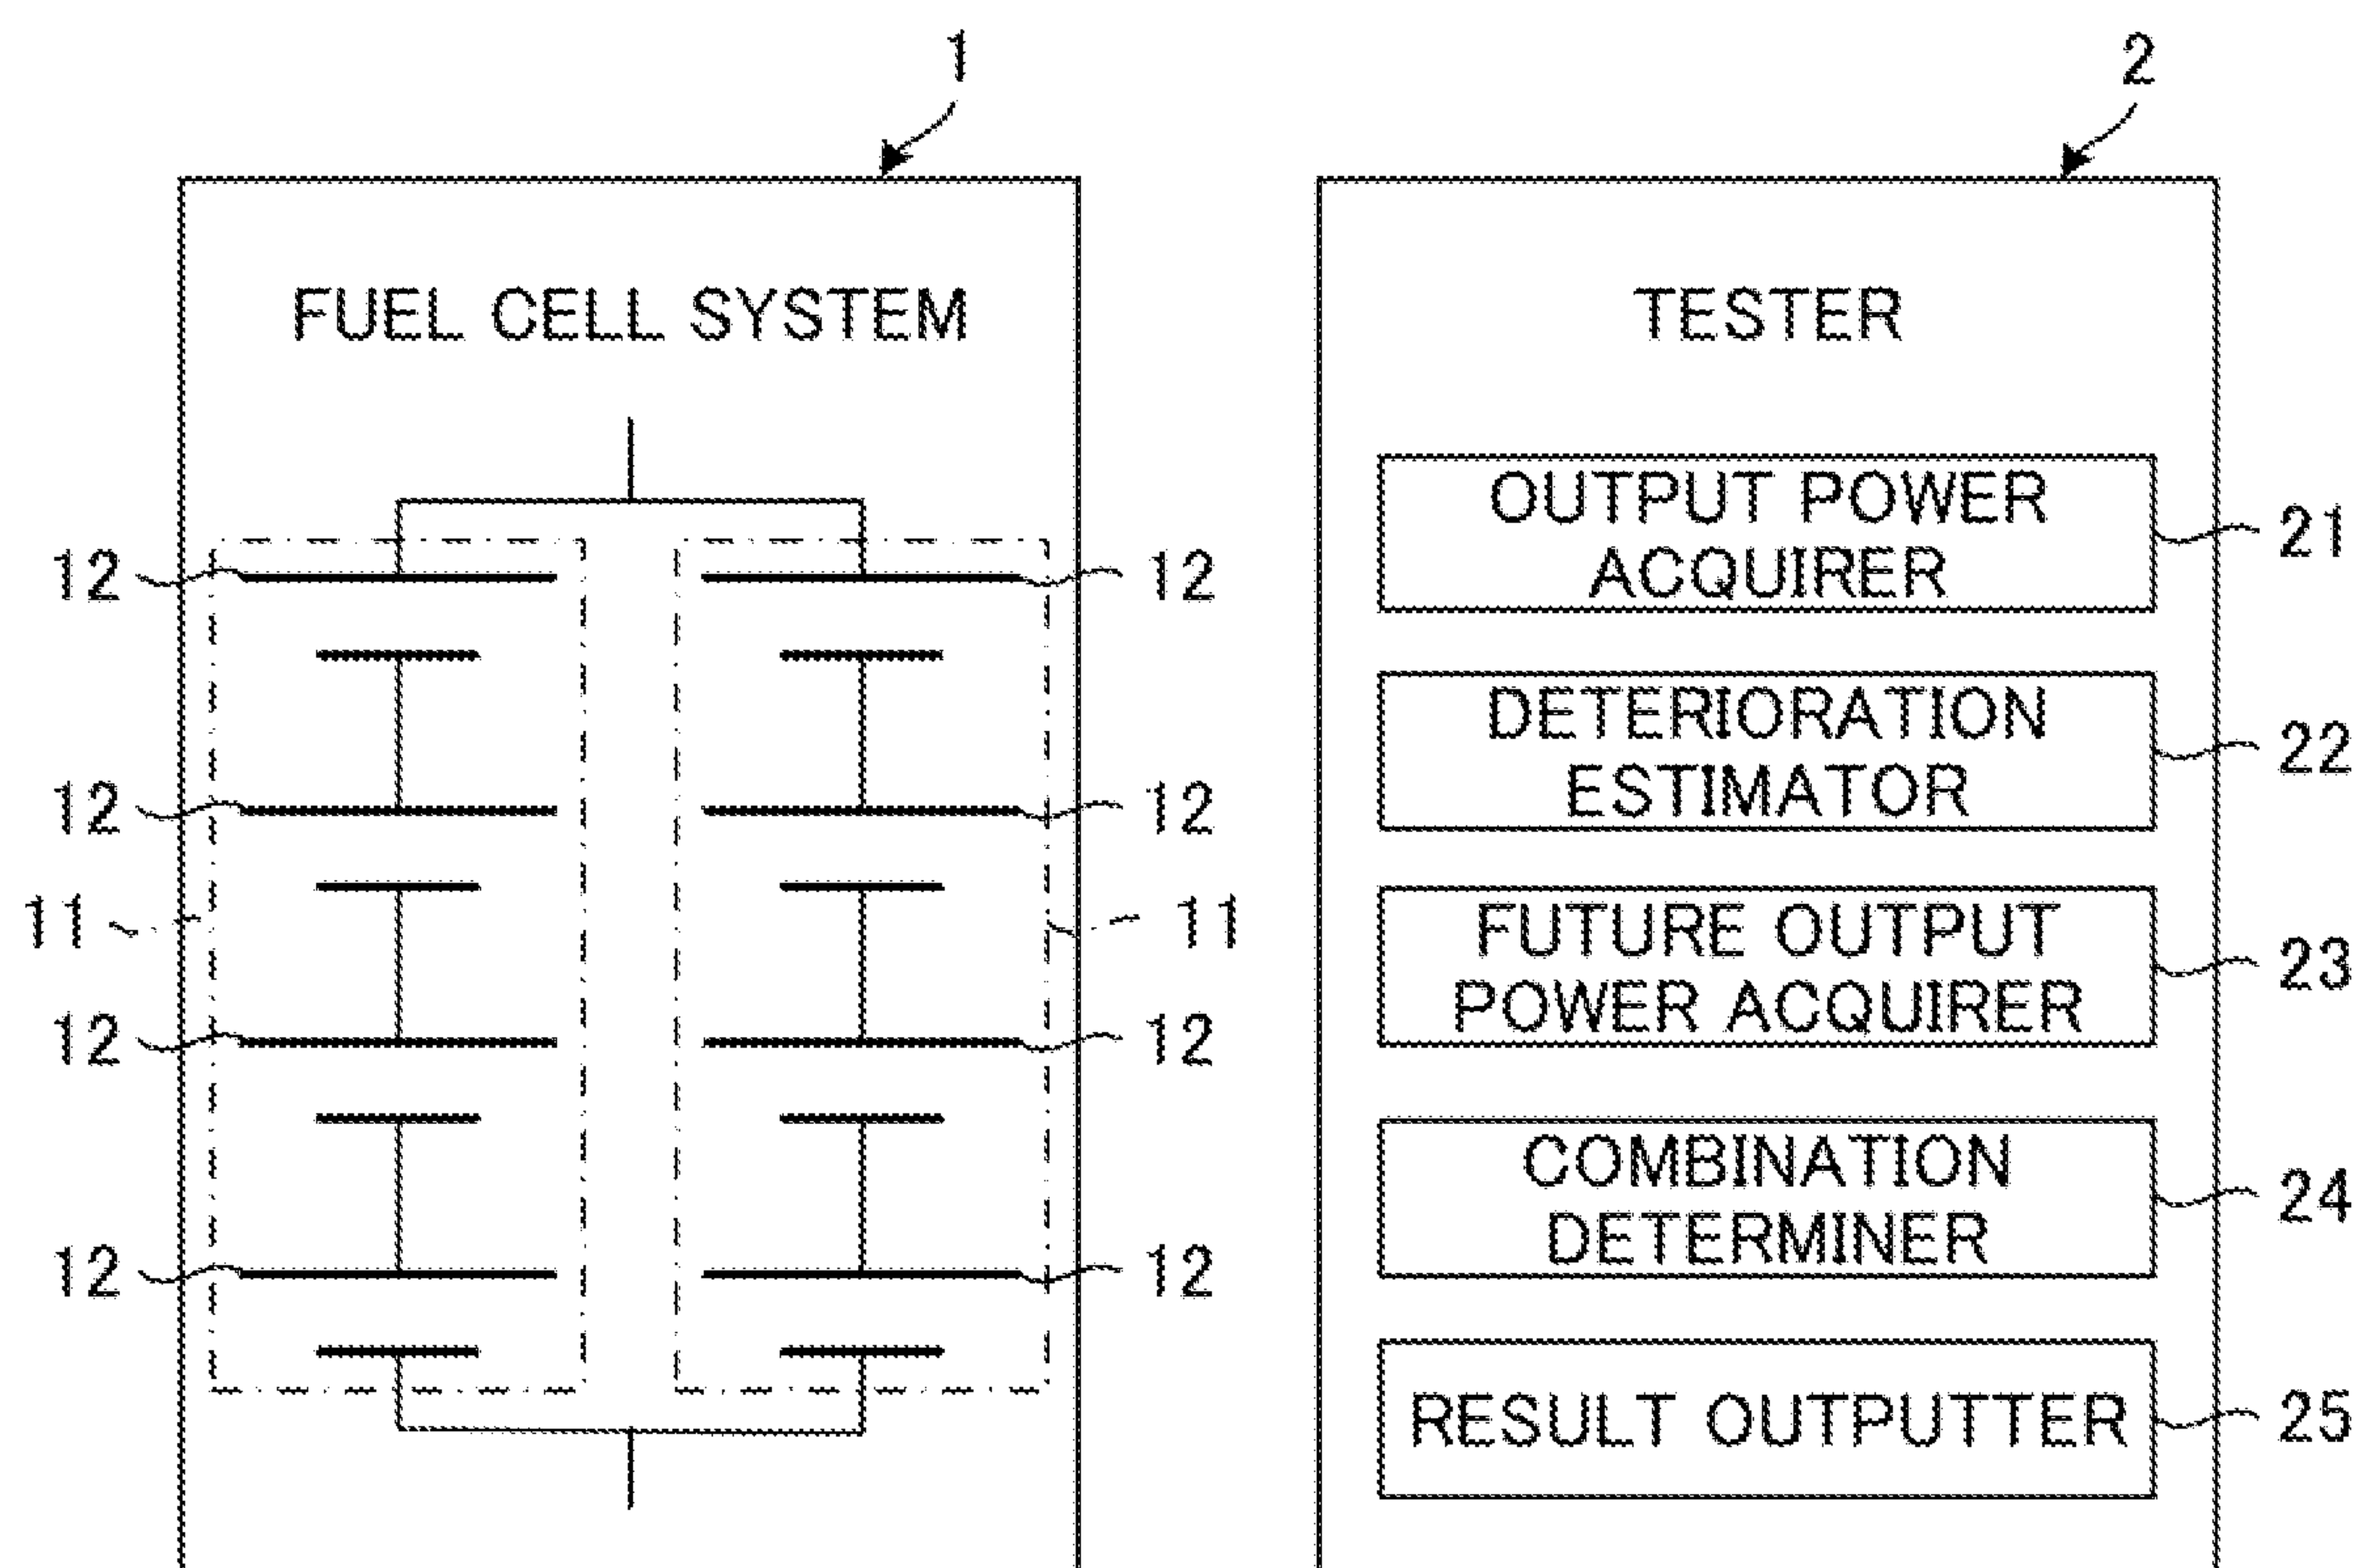 1
2
FUEL CELL SYSTEM
TESTER
12
12
12
12
11
11
12
12
12
12
OUTPUT POWER
ACQUIRER
21
DETERIORATION
ESTIMATOR
22
FUTURE OUTPUT
POWER ACQUIRER
23
COMBINATION
DETERMINER
24
RESULT OUTPUTTER
25